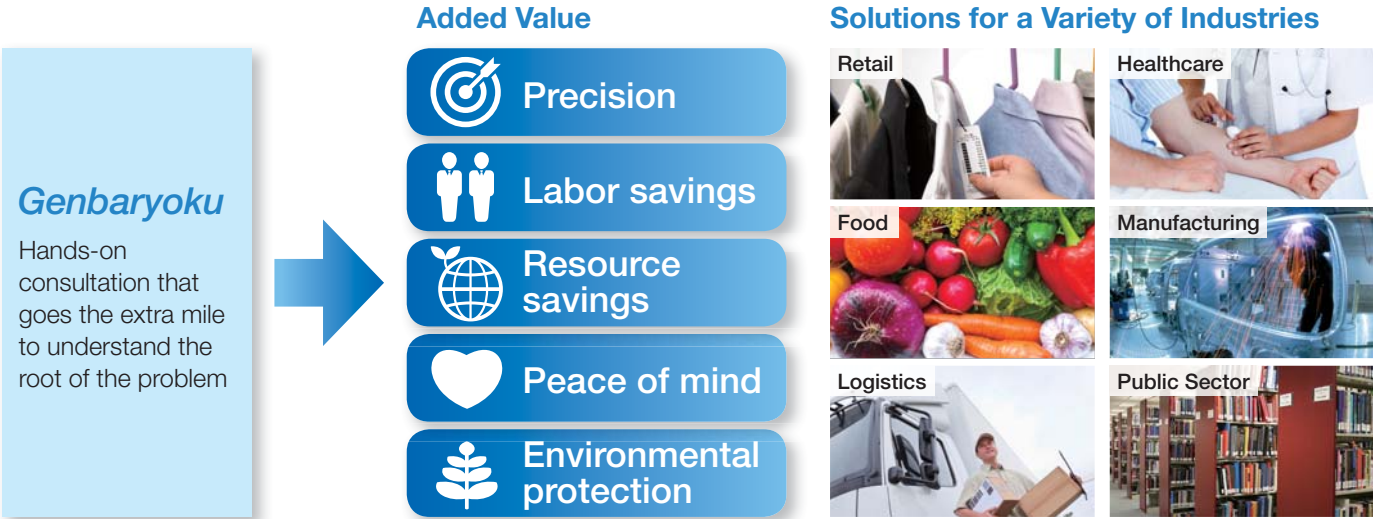 Genbaryoku
Hands-on
consultation that
goes the extra mile
to understand the
root of the problem
Added Value
Precision
Labor savings
Resource
savings
Peace of mind
Environmental
protection
Solutions for a Variety of Industries
Retail
Healthcare
Food
Manufacturing
Logistics
Public Sector